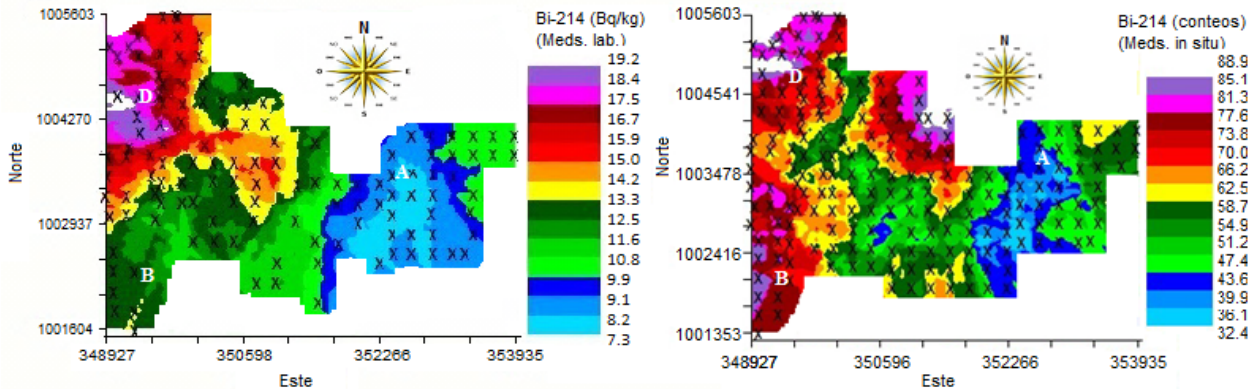 Bi-214 (Bq/kg)
(Meds. lab.)
19.2
18.4
17.5
16.7
15.9
15.0
14.2
13.3
12.5
11.6
10.8
9.9
9.1
8.2
7.3
1005603
1004270
1002937
1001604
Norte
348927
350598
352266
353935
Este
N
E
S
O
D
A
B
Bi-214 (conteos)
(Meds. in situ)
88.9
85.1
81.3
77.6
73.8
70.0
66.2
62.5
58.7
54.9
51.2
47.4
43.6
39.9
36.1
32.4
1005603
1004541
1003478
1002416
1001353
Norte
348927
350596
352266
353935
Este
N
E
S
O
D
A
B